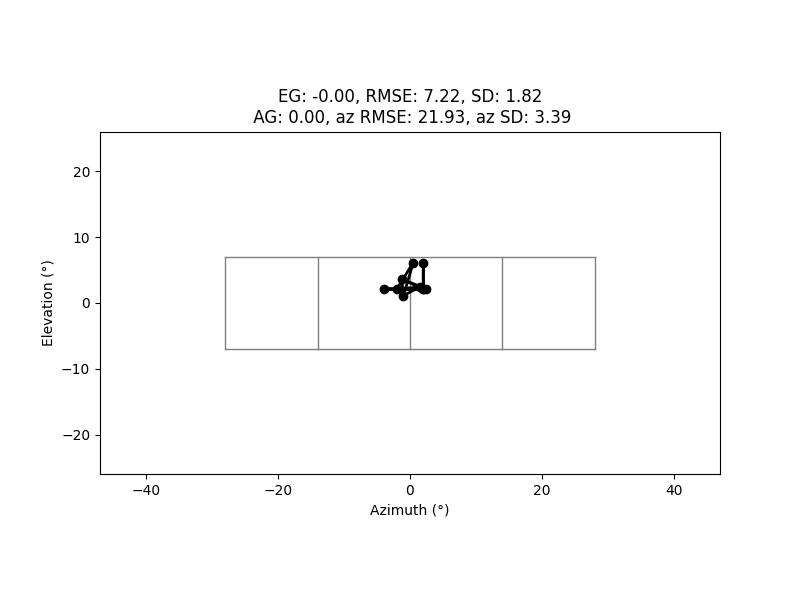 EG: -0.00, RMSE: 7.22, SD: 1.82
AG: 0.00, az RMSE: 21.93, az SD: 3.39
20
10
0
−10
−20
Elevation (°)
−40
−20
0
20
40
Azimuth (°)